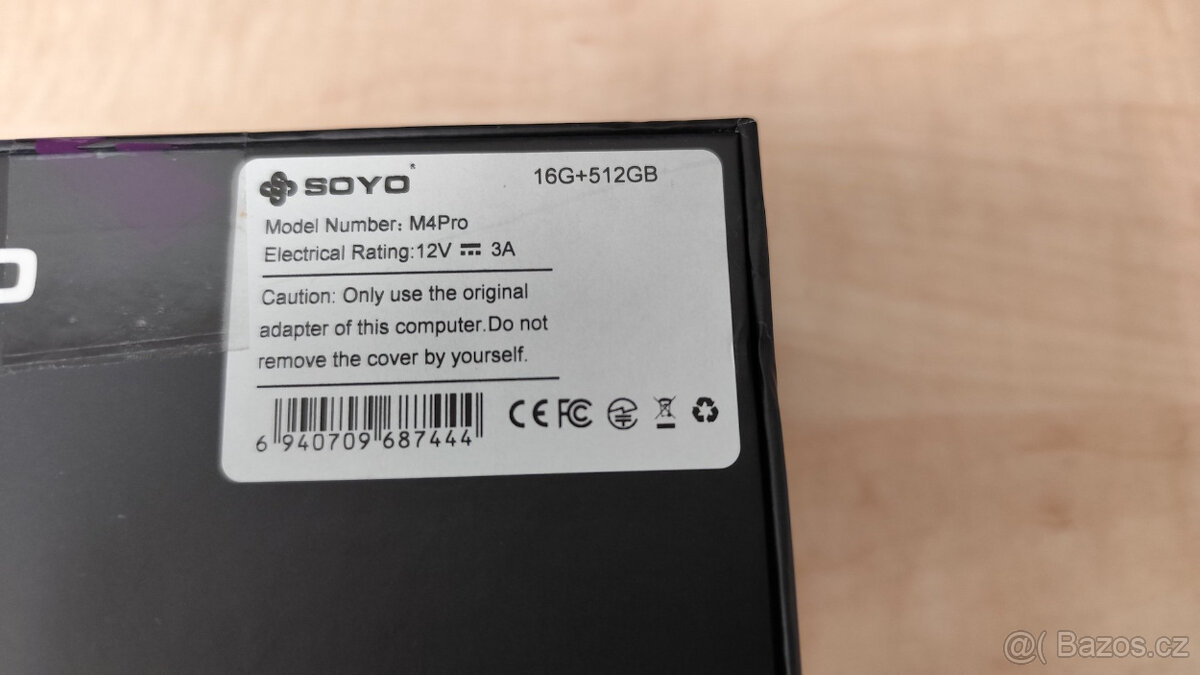 SOYO
16G+512GB
Model Number: M4Pro
Electrical Rating:12V 3A
Caution: Only use the original
adapter of this computer.Do not
remove the cover by yourself.
6 940709 687444
CE FC
@( Bazos.cz